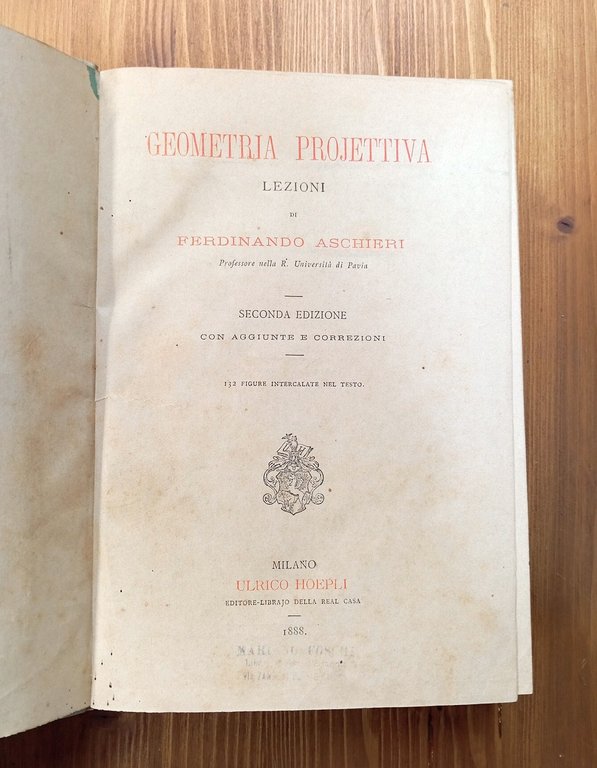 GEOMETRIA PROJETTIVA
LEZIONI
DI
FERDINANDO ASCHIERI
Professore nella R. Università di Pavia
SECONDA EDIZIONE
CON AGGIUNTE E CORREZIONI
132 FIGURE INTERCALATE NEL TESTO.
MILANO
ULRICO HOEPLI
EDITORE-LIBRAJO DELLA REAL CASA
1888.